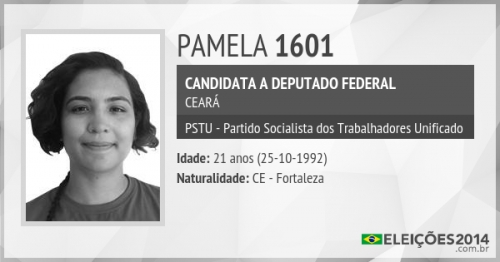 PAMELA 1601
CANDIDATA A DEPUTADO FEDERAL
CEARÁ
PSTU - Partido Socialista dos Trabalhadores Unificado
Idade: 21 anos (25-10-1992)
Naturalidade: CE - Fortaleza
ELEIÇÕES2014
.com.br